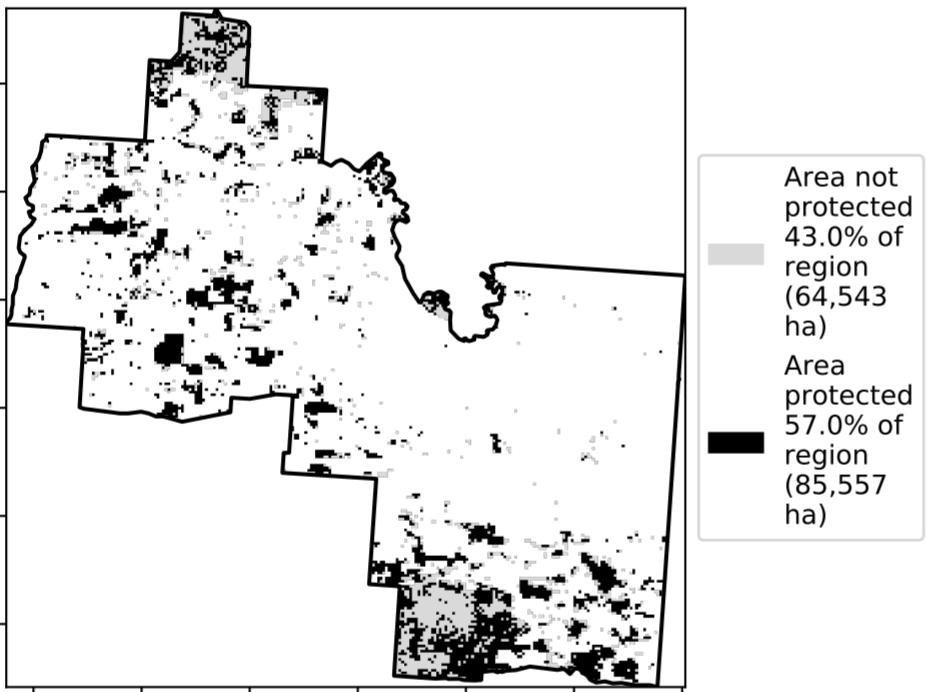 Area not
protected
43.0% of
region
(64,543
ha)
Area
protected
57.0% of
region
(85,557
ha)